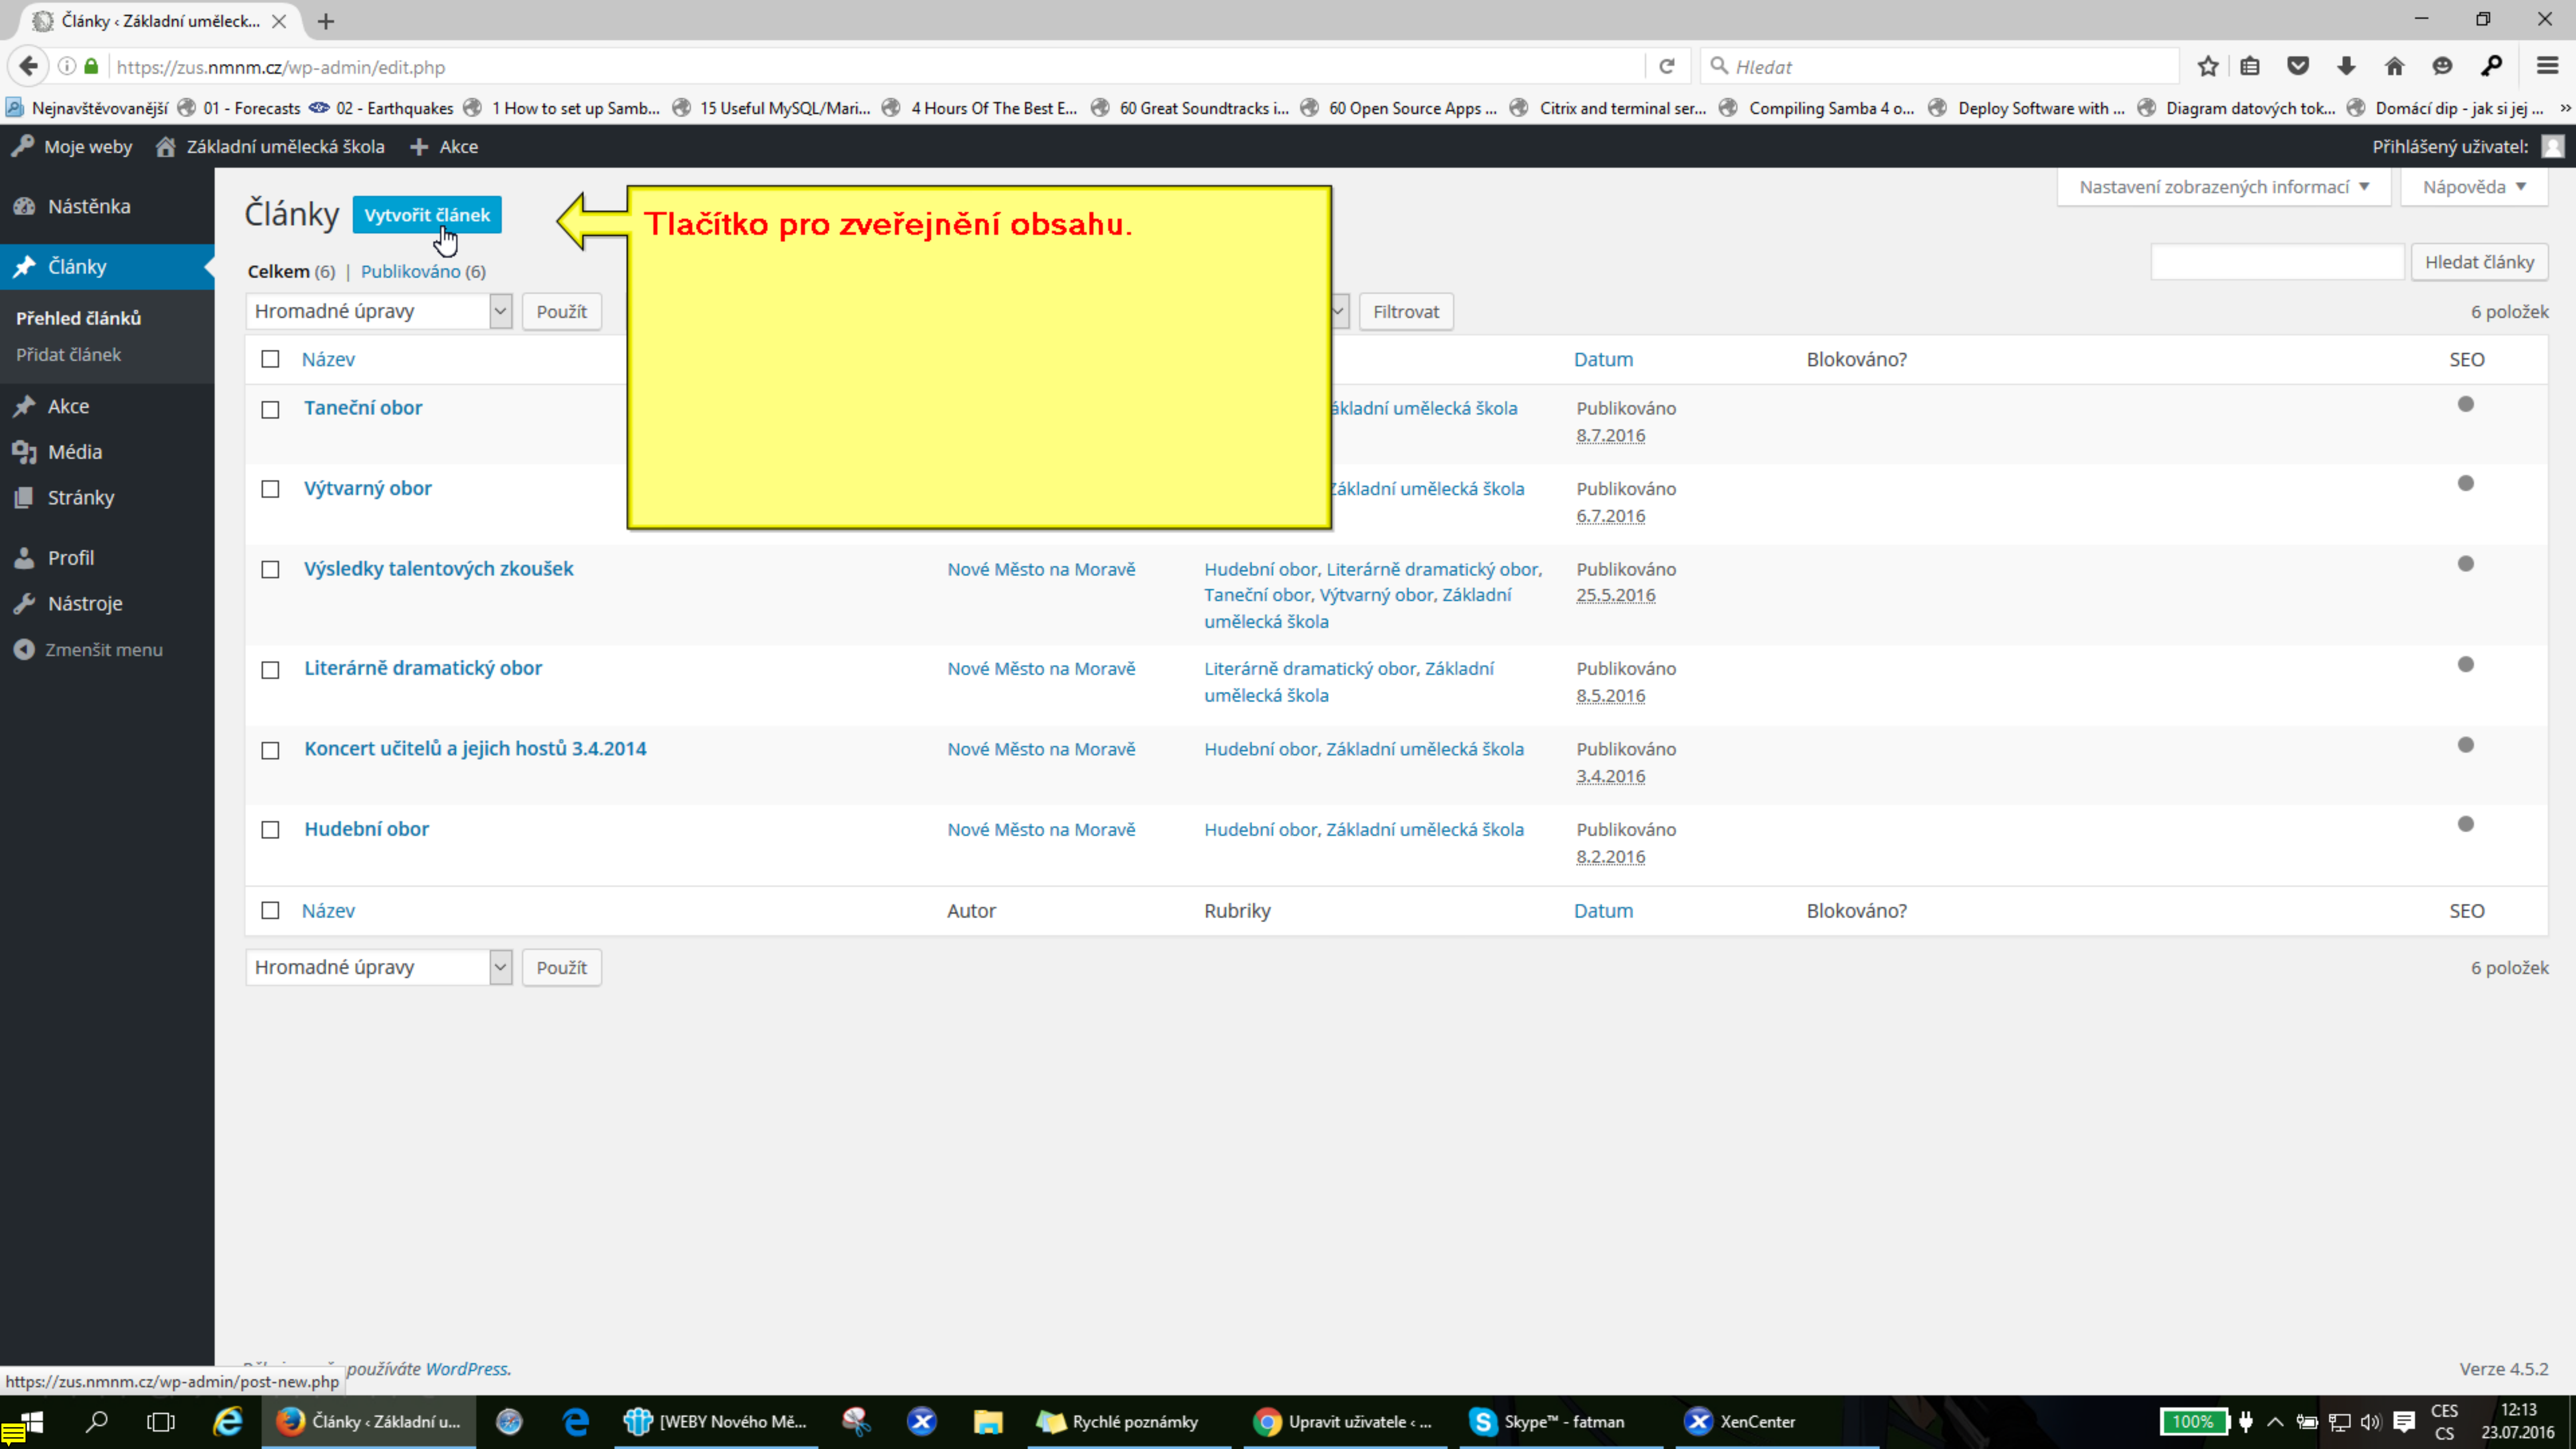 Články ‹ Základní uměleck...
https://zus.nmnm.cz/wp-admin/edit.php
Hledat
Nejnavštěvovanější 01 - Forecasts 02 - Earthquakes 1 How to set up Samb... 15 Useful MySQL/Mari... 4 Hours Of The Best E... 60 Great Soundtracks i... 60 Open Source Apps ... Citrix and terminal ser... Compiling Samba 4 o... Deploy Software with ... Diagram datových tok... Domácí dip - jak si jej ... »
Moje weby Základní umělecká škola + Akce Přihlášený uživatel:
Nastavení zobrazených informací Nápověda
Nástěnka
Články
Přehled článků
Přidat článek
Akce
Média
Stránky
Profil
Nástroje
Zmenšit menu
Články Vytvořit článek
Tlačítko pro zveřejnění obsahu.
Celkem (6) | Publikováno (6)
Hledat články
Hromadné úpravy Použít Filtrovat 6 položek
Název Datum Blokováno? SEO
Taneční obor ákladní umělecká škola Publikováno
8.7.2016
Výtvarný obor Základní umělecká škola Publikováno
6.7.2016
Výsledky talentových zkoušek Nové Město na Moravě Hudební obor, Literárně dramatický obor, Publikováno
Taneční obor, Výtvarný obor, Základní 25.5.2016
umělecká škola
Literárně dramatický obor Nové Město na Moravě Literárně dramatický obor, Základní Publikováno
umělecká škola 8.5.2016
Koncert učitelů a jejich hostů 3.4.2014 Nové Město na Moravě Hudební obor, Základní umělecká škola Publikováno
3.4.2016
Hudební obor Nové Město na Moravě Hudební obor, Základní umělecká škola Publikováno
8.2.2016
Název Autor Rubriky Datum Blokováno? SEO
Hromadné úpravy Použít 6 položek
používáte WordPress. Verze 4.5.2
https://zus.nmnm.cz/wp-admin/post-new.php
Články ‹ Základní u... [WEBY Nového Mě... Rychlé poznámky Upravit uživatele ‹ ... Skype™ - fatman XenCenter 100% CES 12:13
CS 23.07.2016